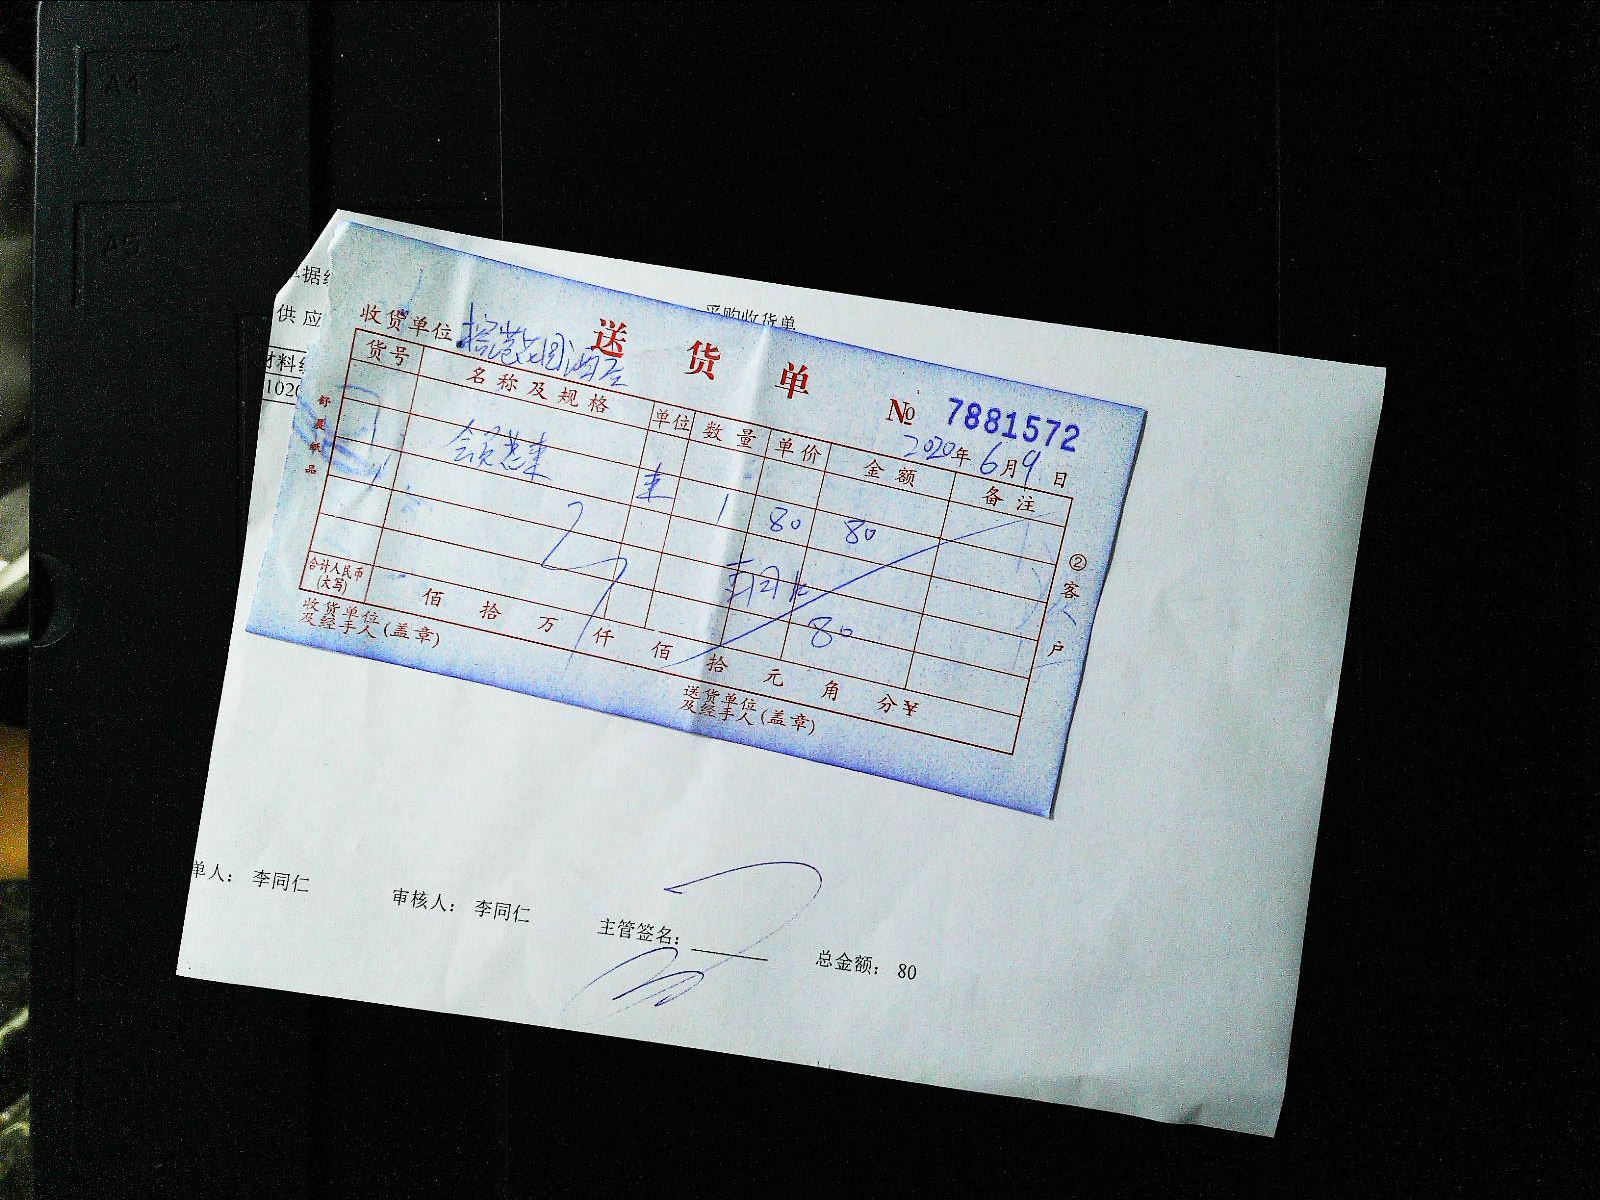 A4
A5
采购收货单
供应
材料
1020
送货单
收货单位
№ 7881572
2020年6月9日
货号 名称及规格 单位 数量 单价 金额 备注
1 80 80
80
合计人民币(大写) 佰 拾 万 仟 佰 拾 元 角 分¥
收货单位及经手人(盖章)
送货单位及经手人(盖章)
②客户
单人： 李同仁 审核人： 李同仁 主管签名： 总金额： 80